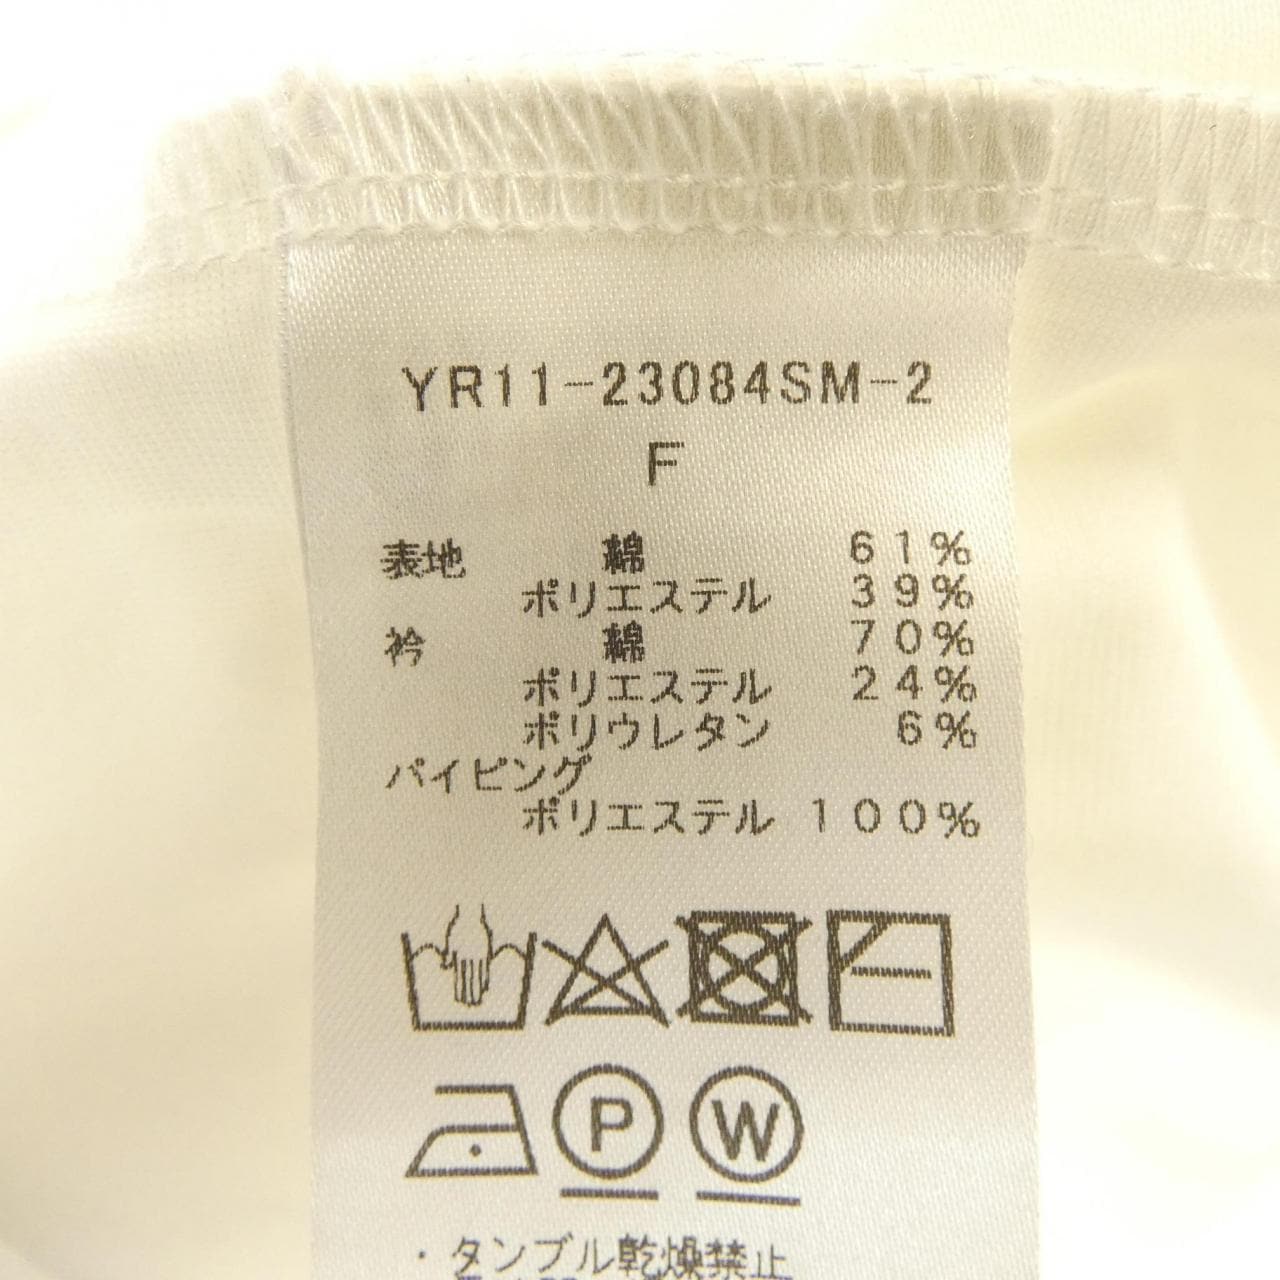 YR11-23084SM-2
F
表地 綿 61%
ポリエステル 39%
衿 綿 70%
ポリエステル 24%
ポリウレタン 6%
パイピング
ポリエステル 100%
P W
・タンブル乾燥禁止